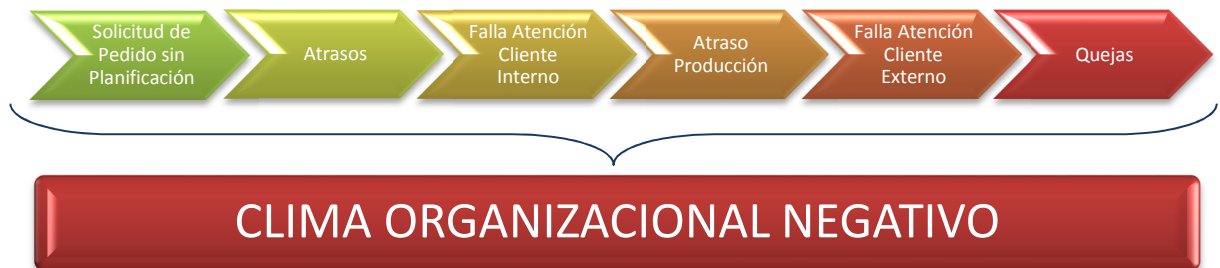 Solicitud de
Pedido sin
Planificación
Atrasos
Falla Atención
Cliente
Interno
Atraso
Producción
Falla Atención
Cliente
Externo
Quejas
CLIMA ORGANIZACIONAL NEGATIVO